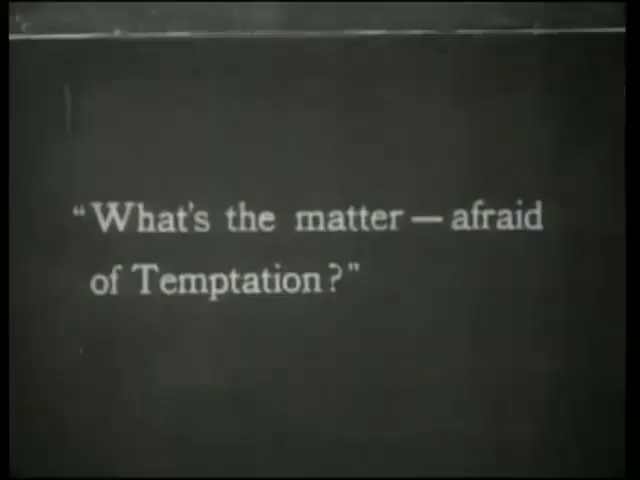 “What's the matter — afraid
of Temptation?”